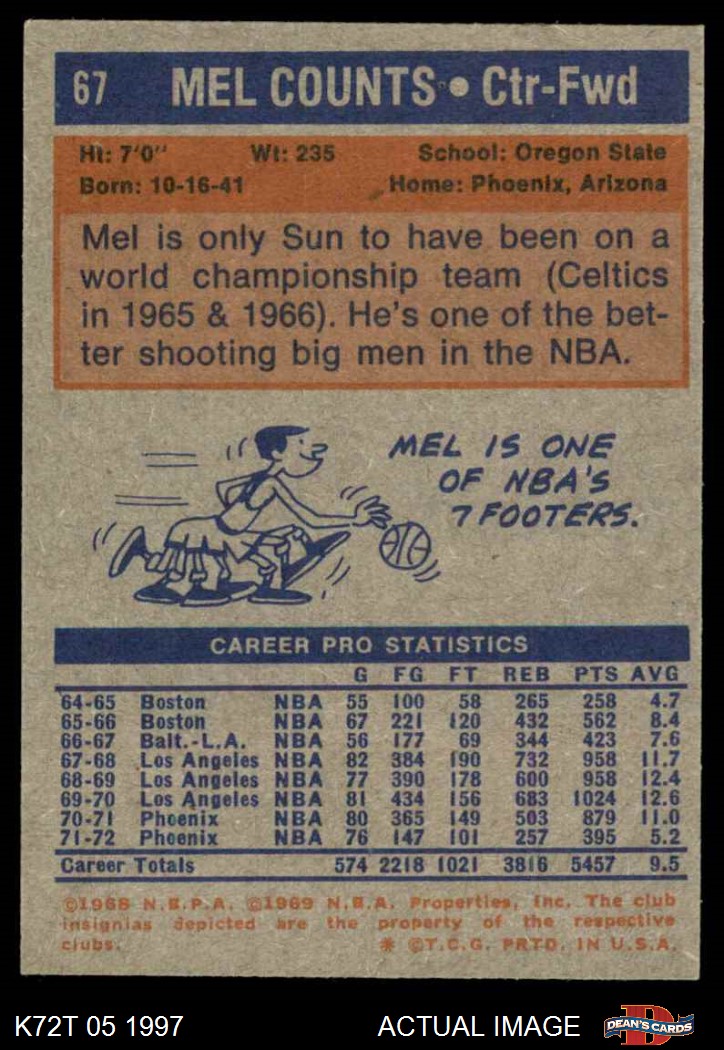 67 MEL COUNTS • Ctr-Fwd
Ht: 7'0" Wt: 235 School: Oregon State
Born: 10-16-41 Home: Phoenix, Arizona
Mel is only Sun to have been on a
world championship team (Celtics
in 1965 & 1966). He's one of the bet-
ter shooting big men in the NBA.
MEL IS ONE
OF NBA'S
7 FOOTERS.
CAREER PRO STATISTICS
G FG FT REB PTS AVG
64-65 Boston NBA 55 100 58 265 258 4.7
65-66 Boston NBA 67 221 120 432 562 8.4
66-67 Balt.-L.A. NBA 56 177 69 344 423 7.6
67-68 Los Angeles NBA 82 384 190 732 958 11.7
68-69 Los Angeles NBA 77 390 178 600 958 12.4
69-70 Los Angeles NBA 81 434 156 683 1024 12.6
70-71 Phoenix NBA 80 365 149 503 879 11.0
71-72 Phoenix NBA 76 147 101 257 395 5.2
Career Totals 574 2218 1021 3816 5457 9.5
©1968 N.B.P.A. ©1969 N.B.A. Properties, Inc. The club
insignias depicted are the property of the respective
clubs. * ©T.C.G. PRTD. IN U.S.A.
K72T 05 1997 ACTUAL IMAGE D DEAN'S CARDS